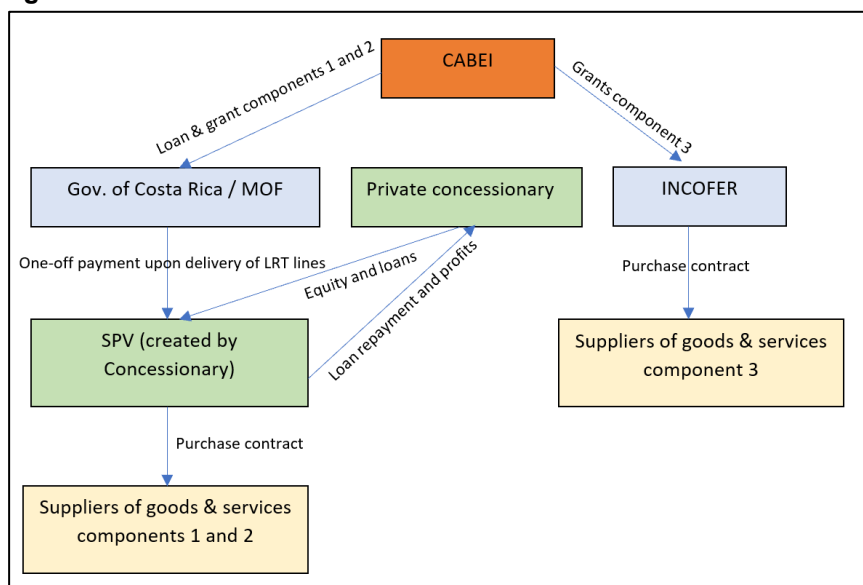 CABEI
Loan & grant components 1 and 2
Grants component 3
Gov. of Costa Rica / MOF
Private concessionary
INCOFER
One-off payment upon delivery of LRT lines
Equity and loans
Loan repayment and profits
Purchase contract
SPV (created by
Concessionary)
Suppliers of goods & services
component 3
Purchase contract
Suppliers of goods & services
components 1 and 2